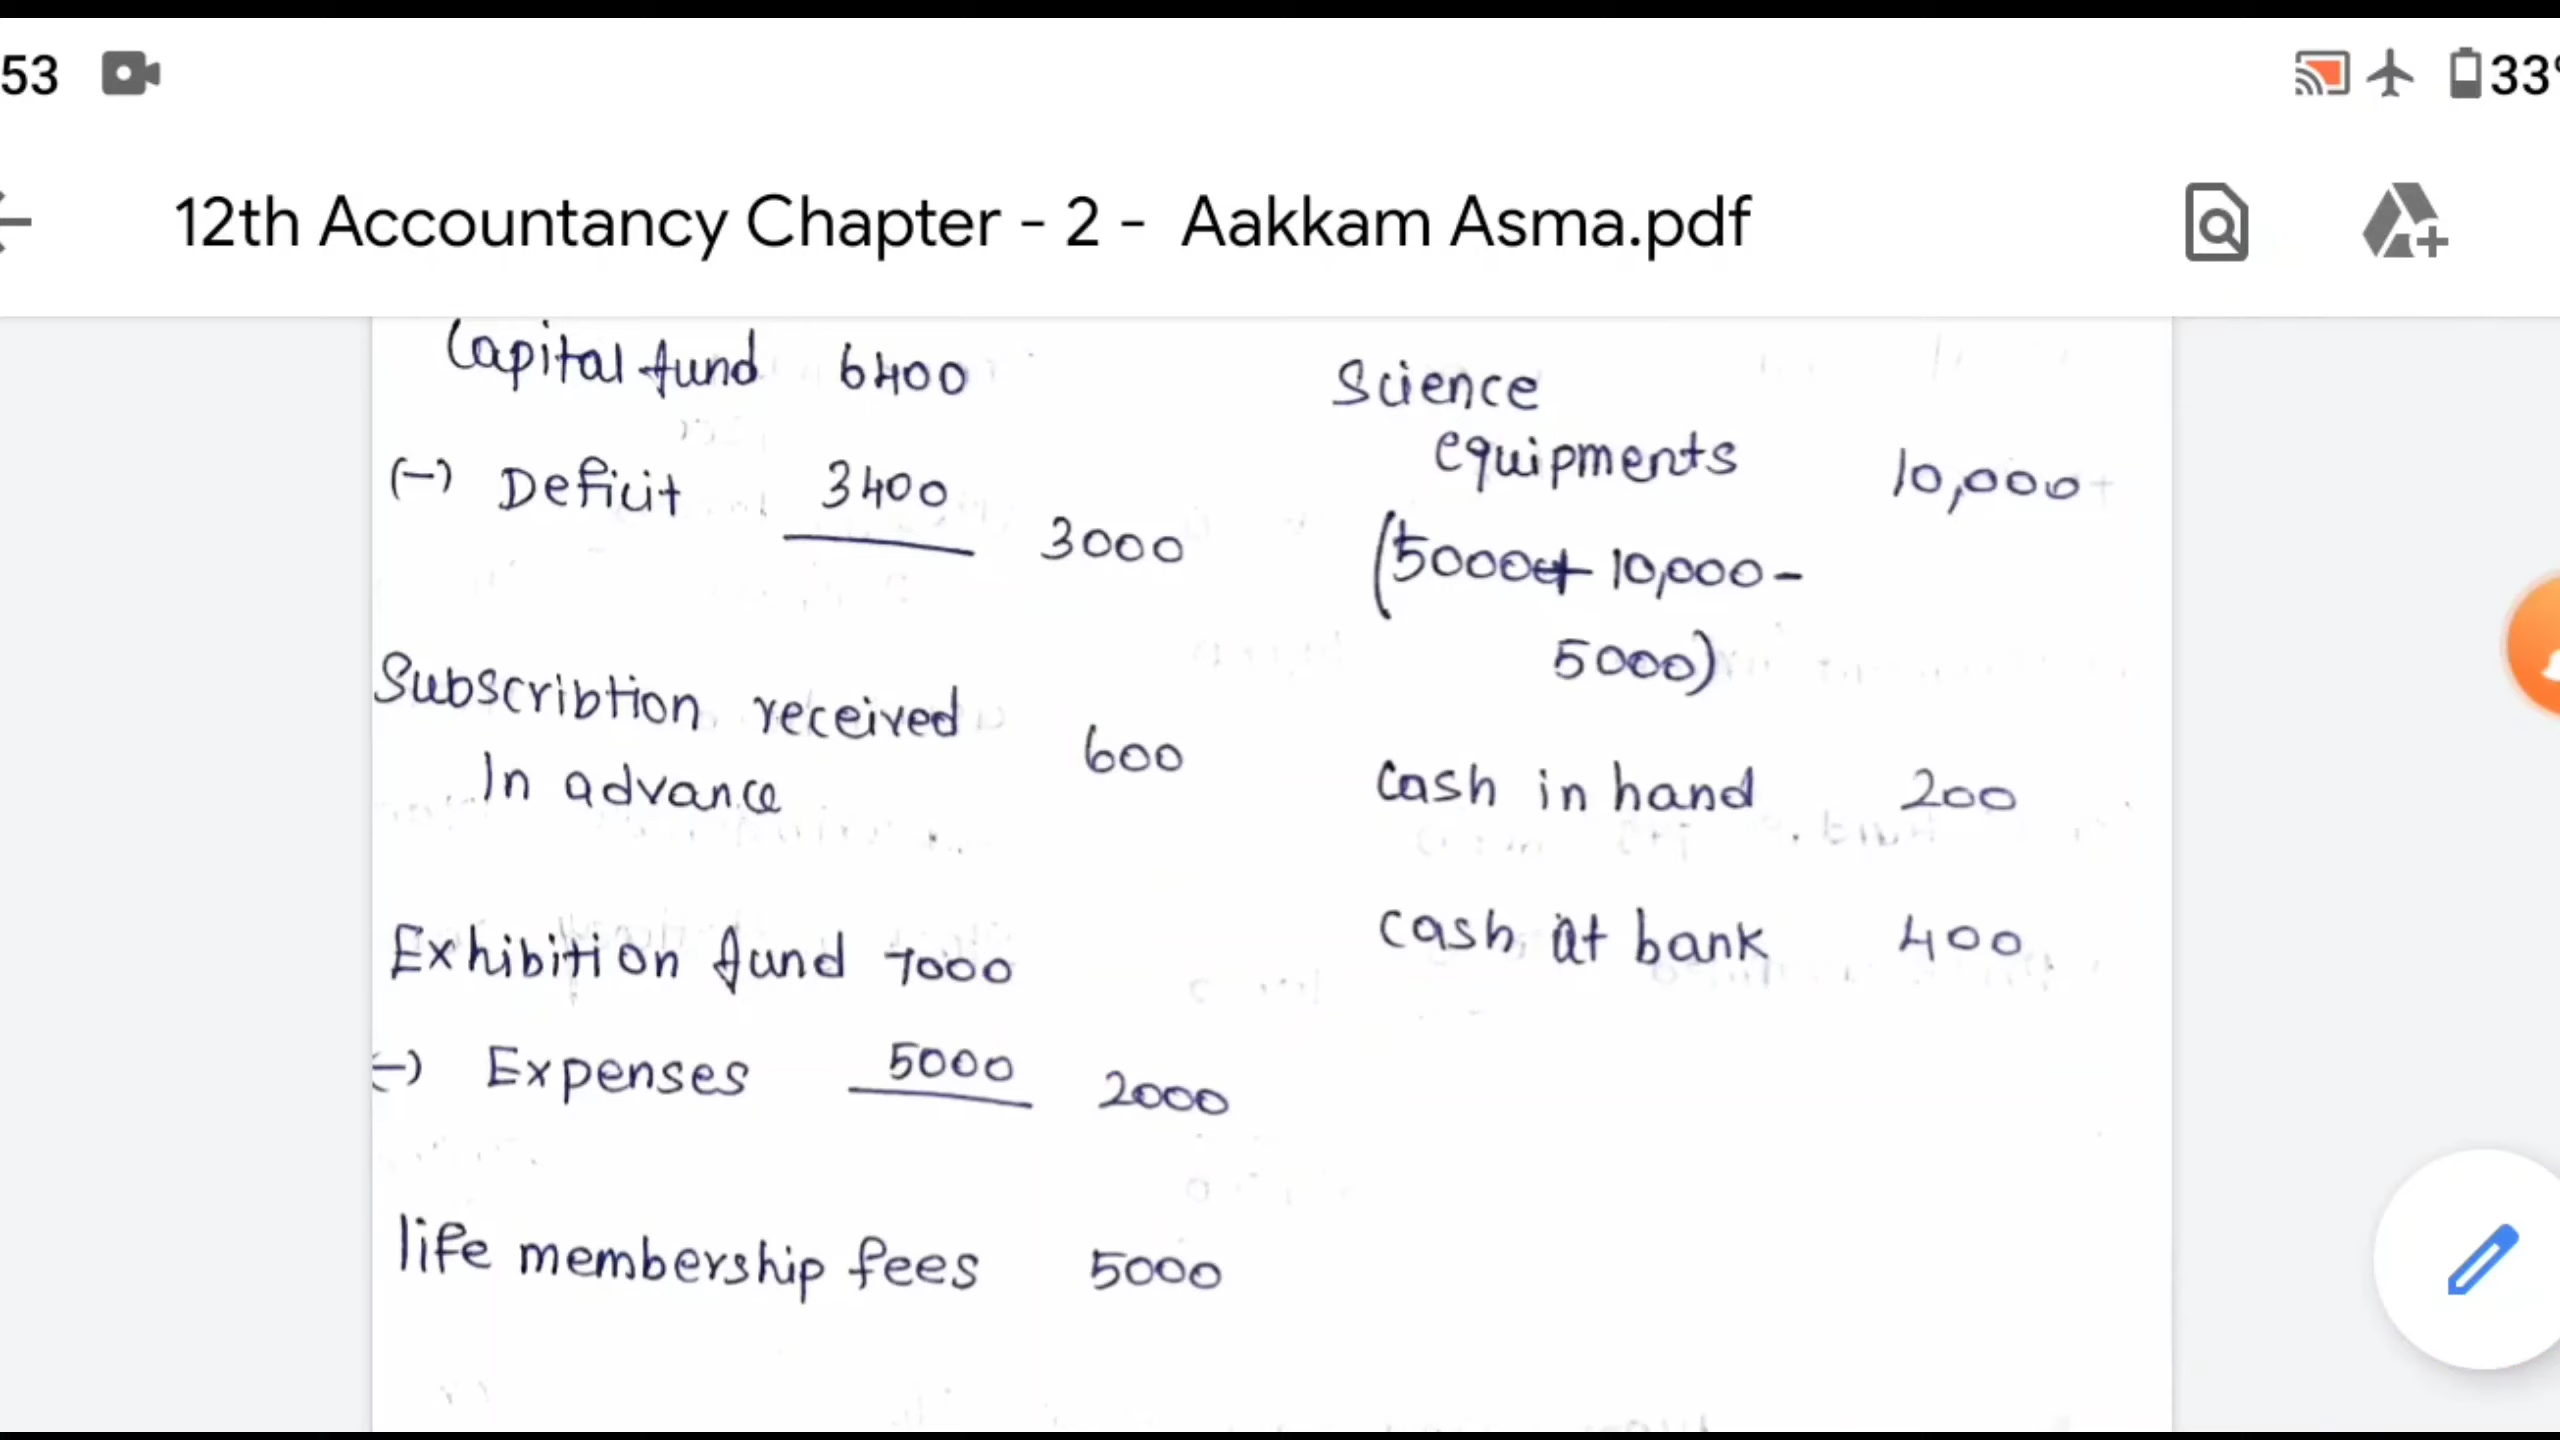 53
33
12th Accountancy Chapter - 2 - Aakkam Asma.pdf
Capital fund 6400
(-) Deficit 3400
3000
Subscribtion received
In advance
600
Exhibition fund 7000
(-) Expenses 5000
2000
life membership fees 5000
Science
equipments 10,000
(5000+10,000-
5000)
Cash in hand 200
Cash at bank 400